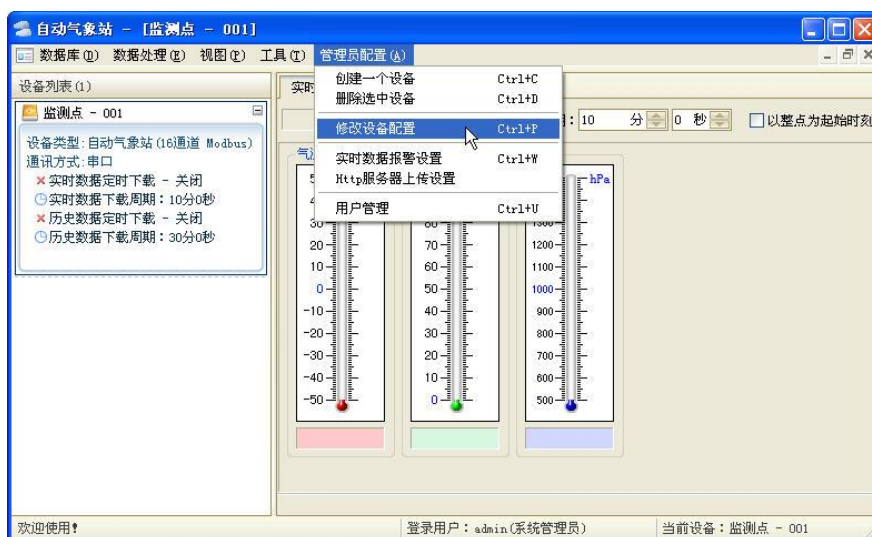 自动气象站 - [监测点 - 001]
数据库(D) 数据处理(E) 视图(P) 工具(T) 管理员配置(A)
设备列表(1)
监测点 - 001
设备类型:自动气象站(16通道 Modbus)
通讯方式:串口
实时数据定时下载 - 关闭
实时数据下载周期:10分0秒
历史数据定时下载 - 关闭
历史数据下载周期:30分0秒
实时
创建一个设备 Ctrl+C
删除选中设备 Ctrl+D
修改设备配置 Ctrl+P
实时数据报警设置 Ctrl+W
Http服务器上传设置
用户管理 Ctrl+U
: 10 分 0 秒 以整点为起始时刻
hPa
20 70 1200
10 60 1100
0 50 1000
-10 40 900
-20 30 800
-30 20 700
-40 10 600
-50 0 500
欢迎使用! 登录用户:admin(系统管理员) 当前设备:监测点 - 001